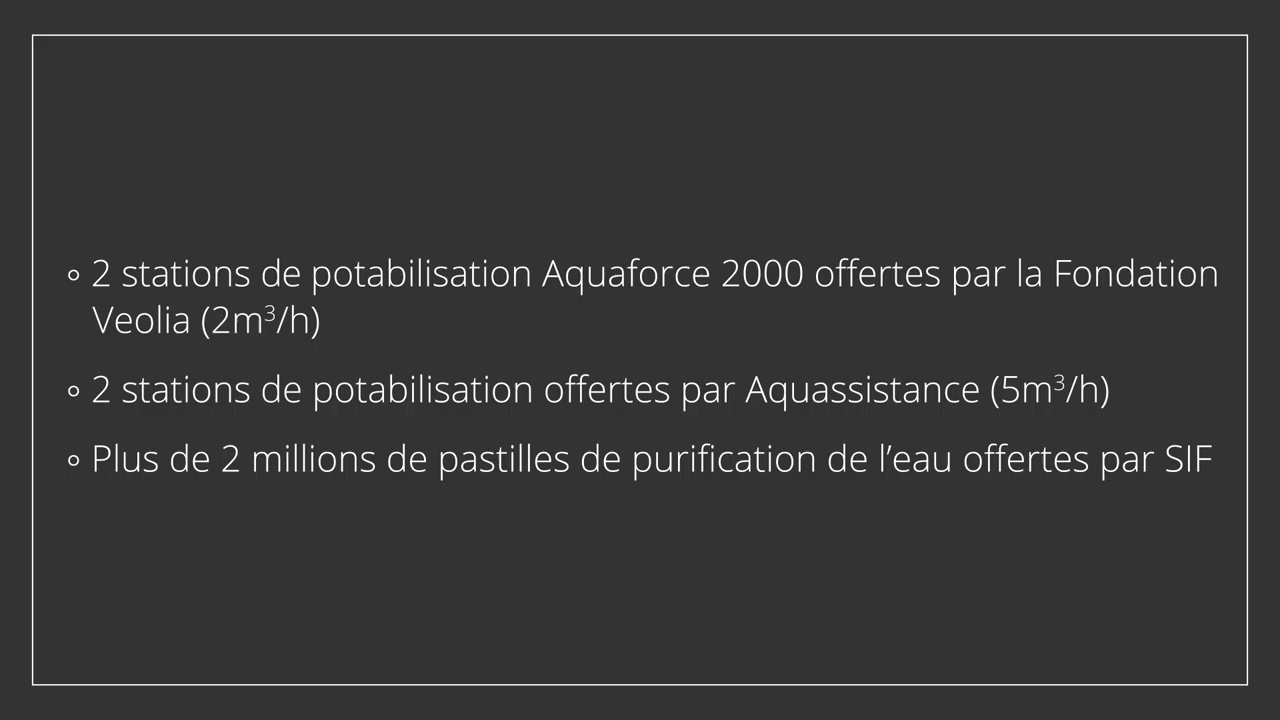 ◦ 2 stations de potabilisation Aquaforce 2000 offertes par la Fondation
Veolia (2m³/h)
◦ 2 stations de potabilisation offertes par Aquassistance (5m³/h)
◦ Plus de 2 millions de pastilles de purification de l’eau offertes par SIF